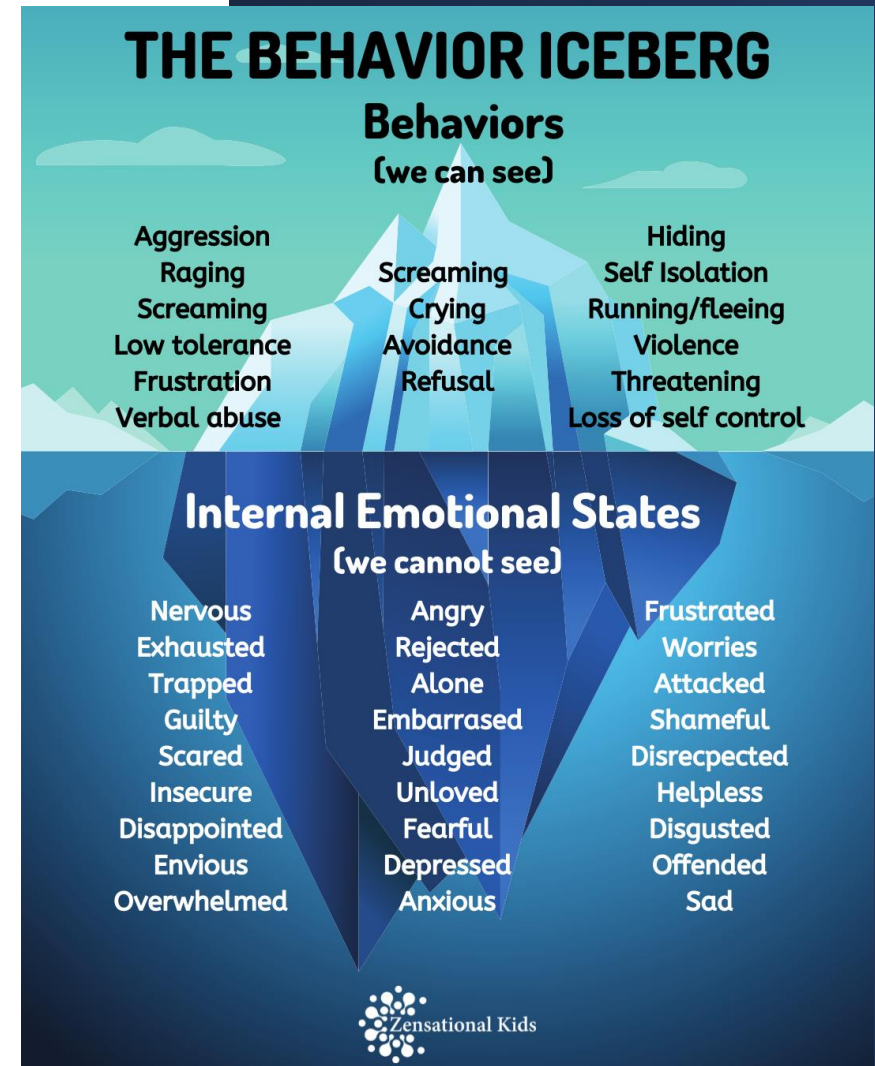 THE BEHAVIOR ICEBERG
Behaviors
(we can see)
Aggression
Raging
Screaming
Low tolerance
Frustration
Verbal abuse
Screaming
Crying
Avoidance
Refusal
Hiding
Self Isolation
Running/fleeing
Violence
Threatening
Loss of self control
Internal Emotional States
(we cannot see)
Nervous
Exhausted
Trapped
Guilty
Scared
Insecure
Disappointed
Envious
Overwhelmed
Angry
Rejected
Alone
Embarrased
Judged
Unloved
Fearful
Depressed
Anxious
Frustrated
Worries
Attacked
Shameful
Disrecpected
Helpless
Disgusted
Offended
Sad
Zensational Kids